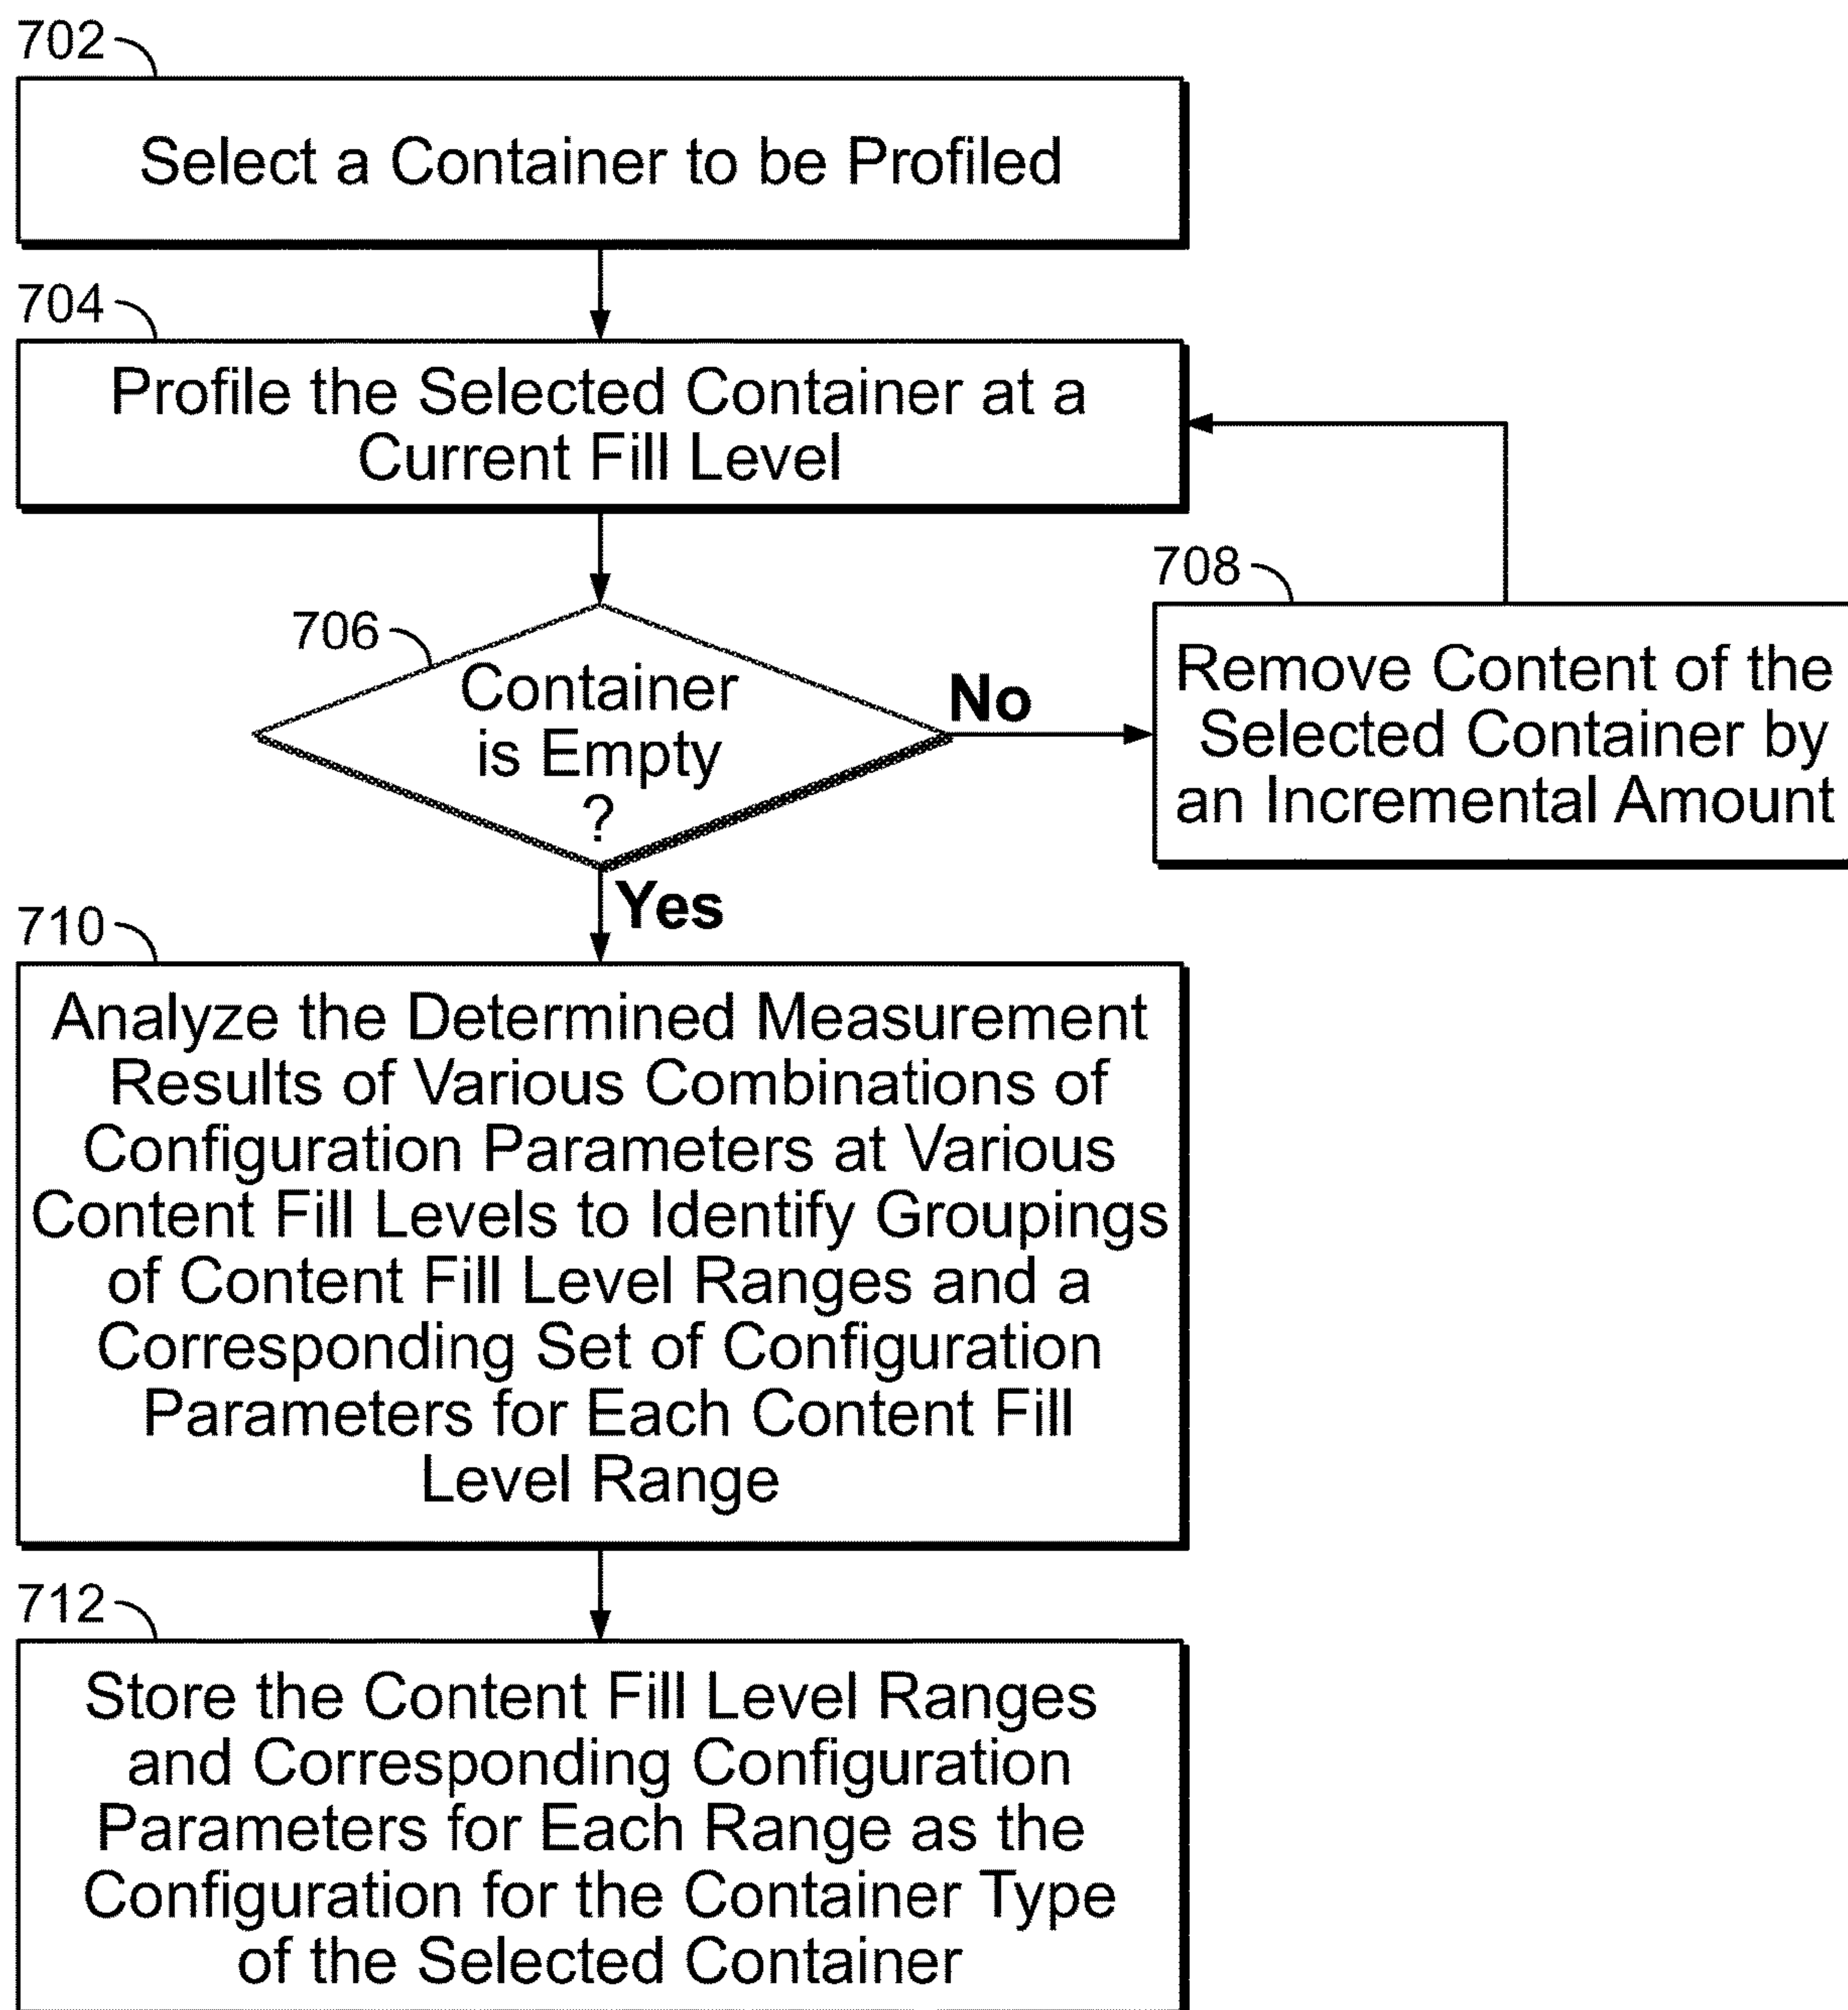 702
Select a Container to be Profiled
704
Profile the Selected Container at a
Current Fill Level
706
Container
is Empty
?
No
708
Remove Content of the
Selected Container by
an Incremental Amount
Yes
710
Analyze the Determined Measurement
Results of Various Combinations of
Configuration Parameters at Various
Content Fill Levels to Identify Groupings
of Content Fill Level Ranges and a
Corresponding Set of Configuration
Parameters for Each Content Fill
Level Range
712
Store the Content Fill Level Ranges
and Corresponding Configuration
Parameters for Each Range as the
Configuration for the Container Type
of the Selected Container